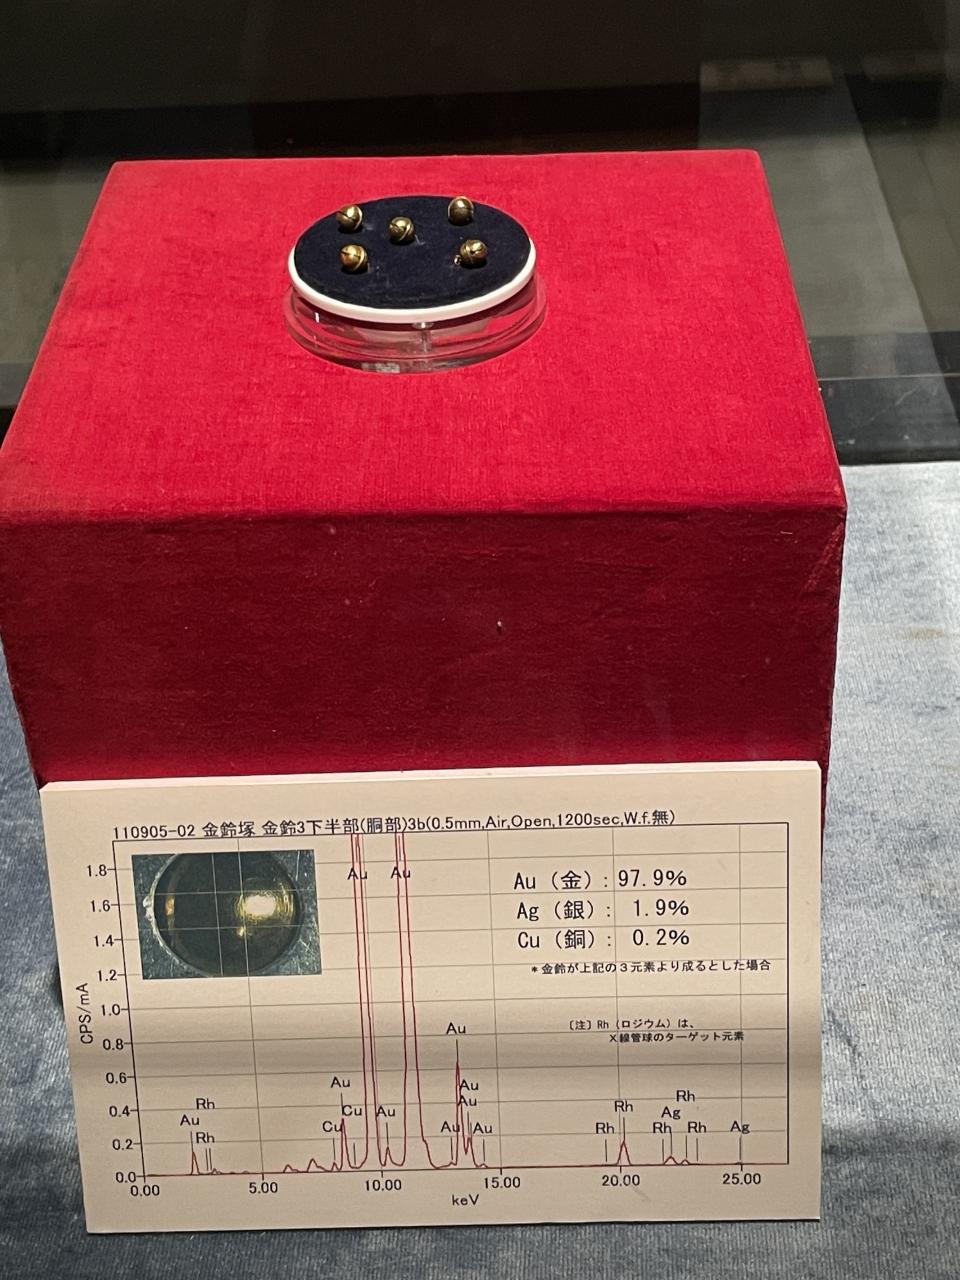 110905-02 金鈴塚 金鈴3下半部(胴部)3b(0.5mm,Air,Open,1200sec,W.f.無)
Au (金): 97.9%
Ag (銀): 1.9%
Cu (銅): 0.2%
*金鈴が上記の3元素より成るとした場合
〔注〕Rh (ロジウム) は、
X線管球のターゲット元素
CPS/mA
1.8
1.6
1.4
1.2
1.0
0.8
0.6
0.4
0.2
0.0
Au
Rh
Rh
Au
Cu
Cu
Au
Au
Au
Au
Au
Au
Au
Au
Au
Rh
Rh
Rh
Ag
Rh
Rh
Ag
0.00
5.00
10.00
15.00
20.00
25.00
keV